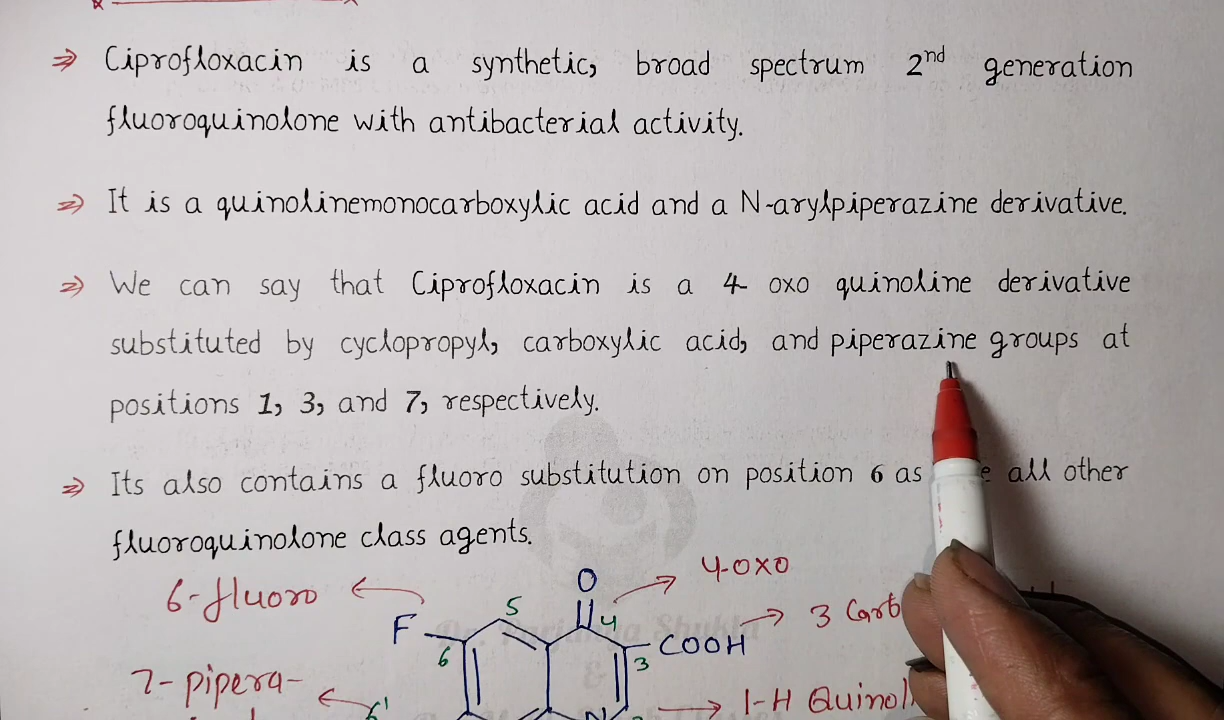 ⇒ Ciprofloxacin is a synthetic, broad spectrum 2nd generation
fluoroquinolone with antibacterial activity.
⇒ It is a quinolinemonocarboxylic acid and a N-arylpiperazine derivative.
⇒ We can say that Ciprofloxacin is a 4 oxo quinoline derivative
substituted by cyclopropyl, carboxylic acid, and piperazine groups at
positions 1, 3, and 7, respectively.
⇒ Its also contains a fluoro substitution on position 6 as all other
fluoroquinolone class agents.
6-fluoro
O
4-oxo
F
5
4
3 Carb
6
COOH
3
7-pipera-
1-H Quinol